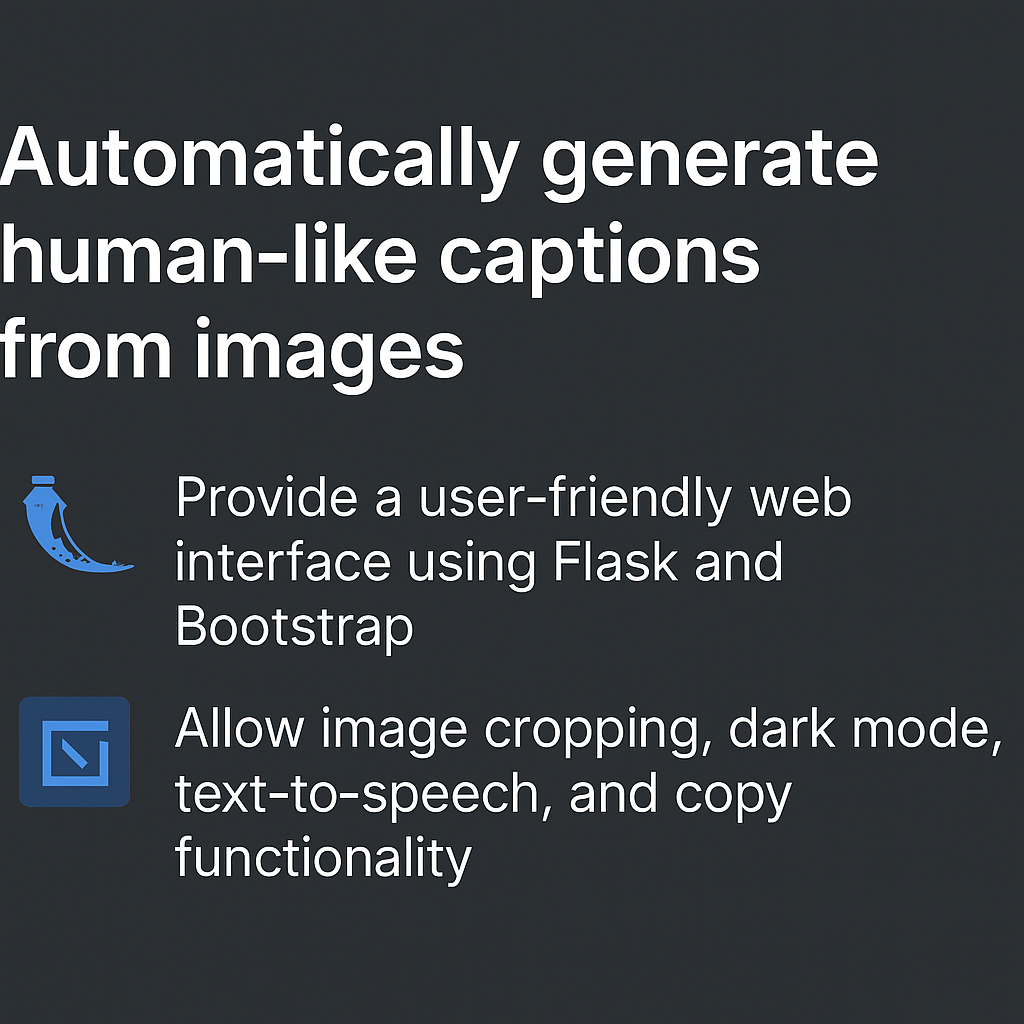 Automatically generate
human-like captions
from images
Provide a user-friendly web
interface using Flask and
Bootstrap
Allow image cropping, dark mode,
text-to-speech, and copy
functionality